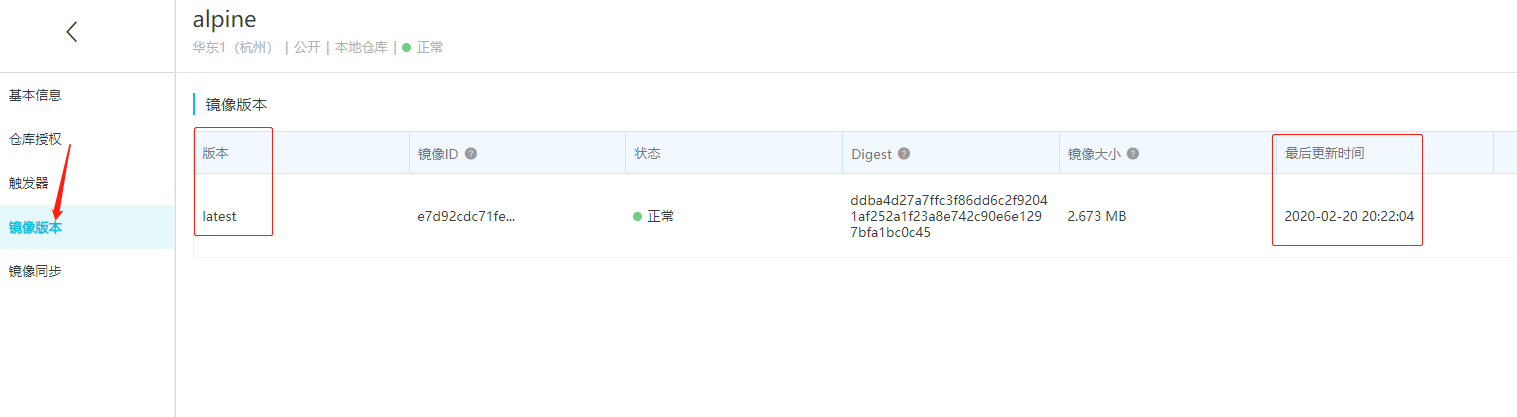 alpine
华东1（杭州） | 公开 | 本地仓库 | 正常
基本信息
仓库授权
触发器
镜像版本
镜像同步
镜像版本
版本 镜像ID 状态 Digest 镜像大小 最后更新时间
latest e7d92cdc71fe... 正常 ddba4d27a7ffc3f86dd6c2f9204 2.673 MB 2020-02-20 20:22:04
1af252a1f23a8e742c90e6e129
7bfa1bc0c45